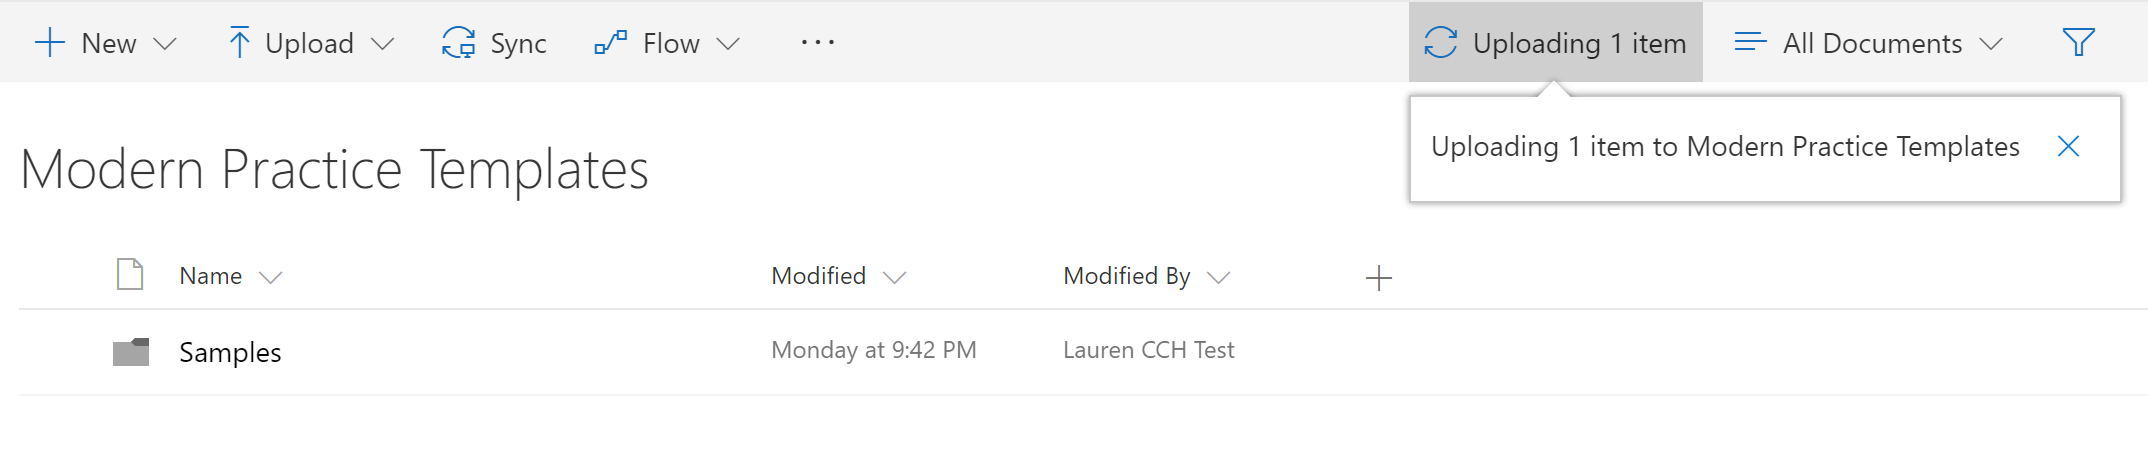 New Upload Sync Flow ... Uploading 1 item All Documents
Uploading 1 item to Modern Practice Templates
Modern Practice Templates
Name Modified Modified By
Samples Monday at 9:42 PM Lauren CCH Test